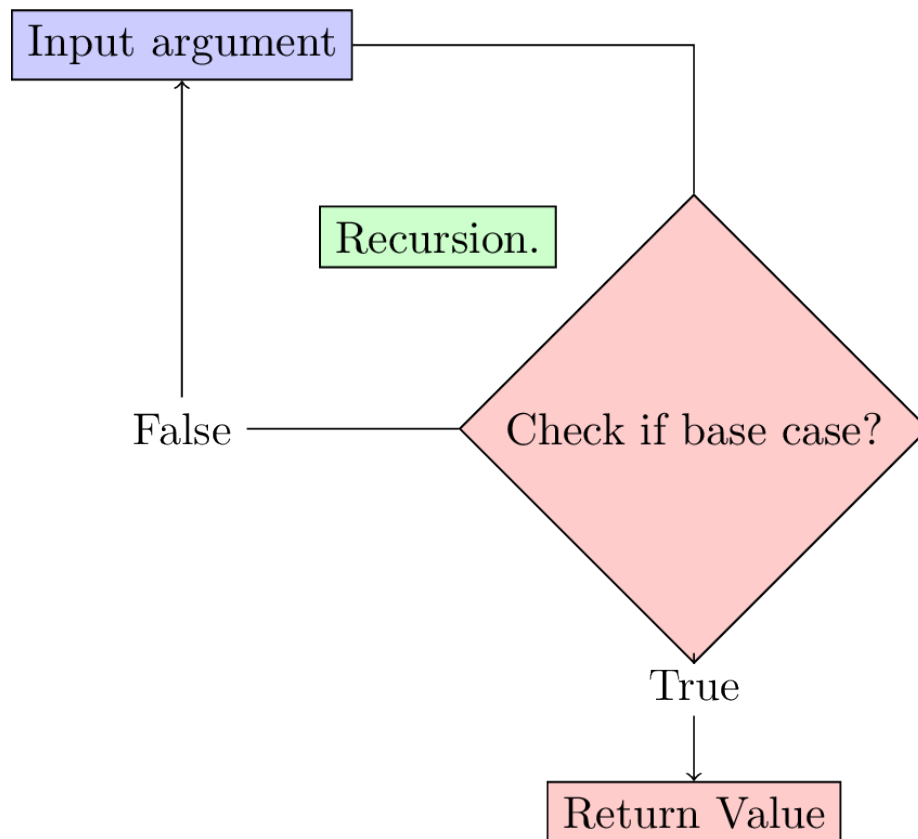 Input argument
Recursion.
False
Check if base case?
True
Return Value